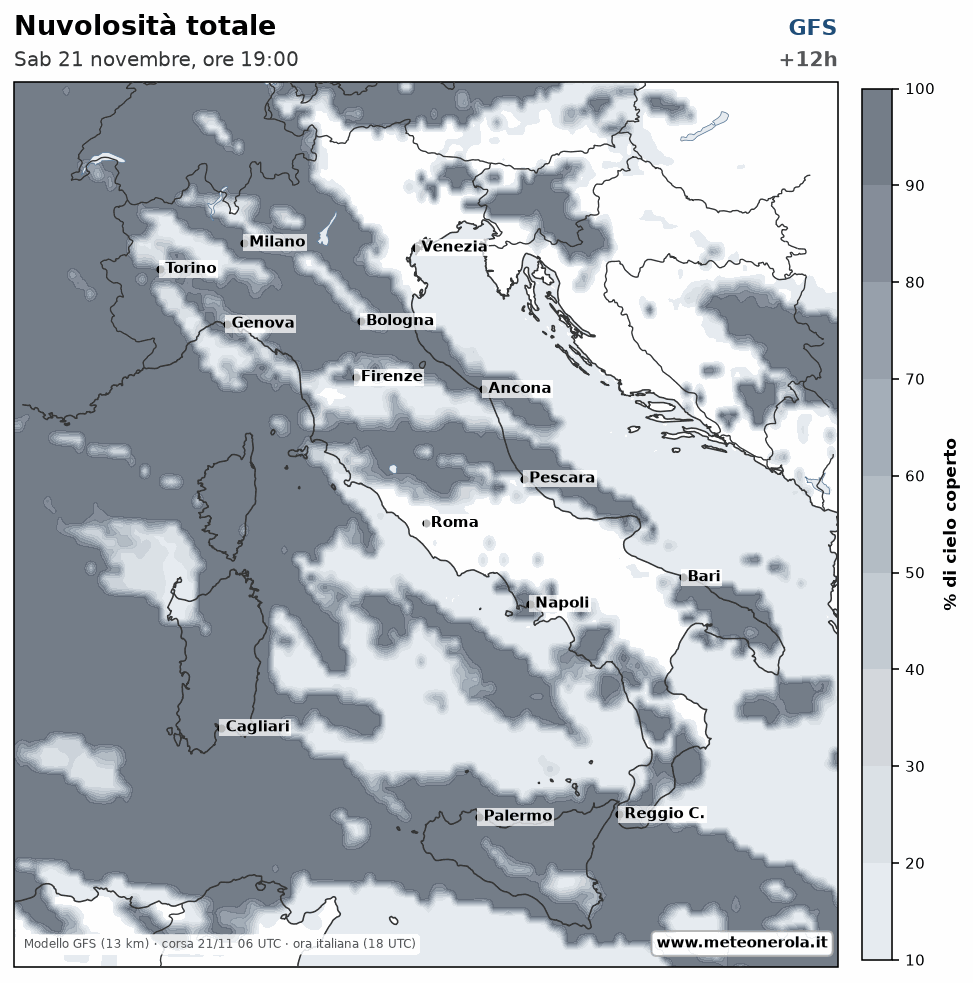 Nuvolosità totale
GFS
Sab 21 novembre, ore 19:00
+12h
100
90
80
70
60
50
40
30
20
10
% di cielo coperto
Milano
Venezia
Torino
Genova
Bologna
Firenze
Ancona
Pescara
Roma
Bari
Napoli
Cagliari
Palermo
Reggio C.
Modello GFS (13 km) · corsa 21/11 06 UTC · ora italiana (18 UTC)
www.meteonerola.it